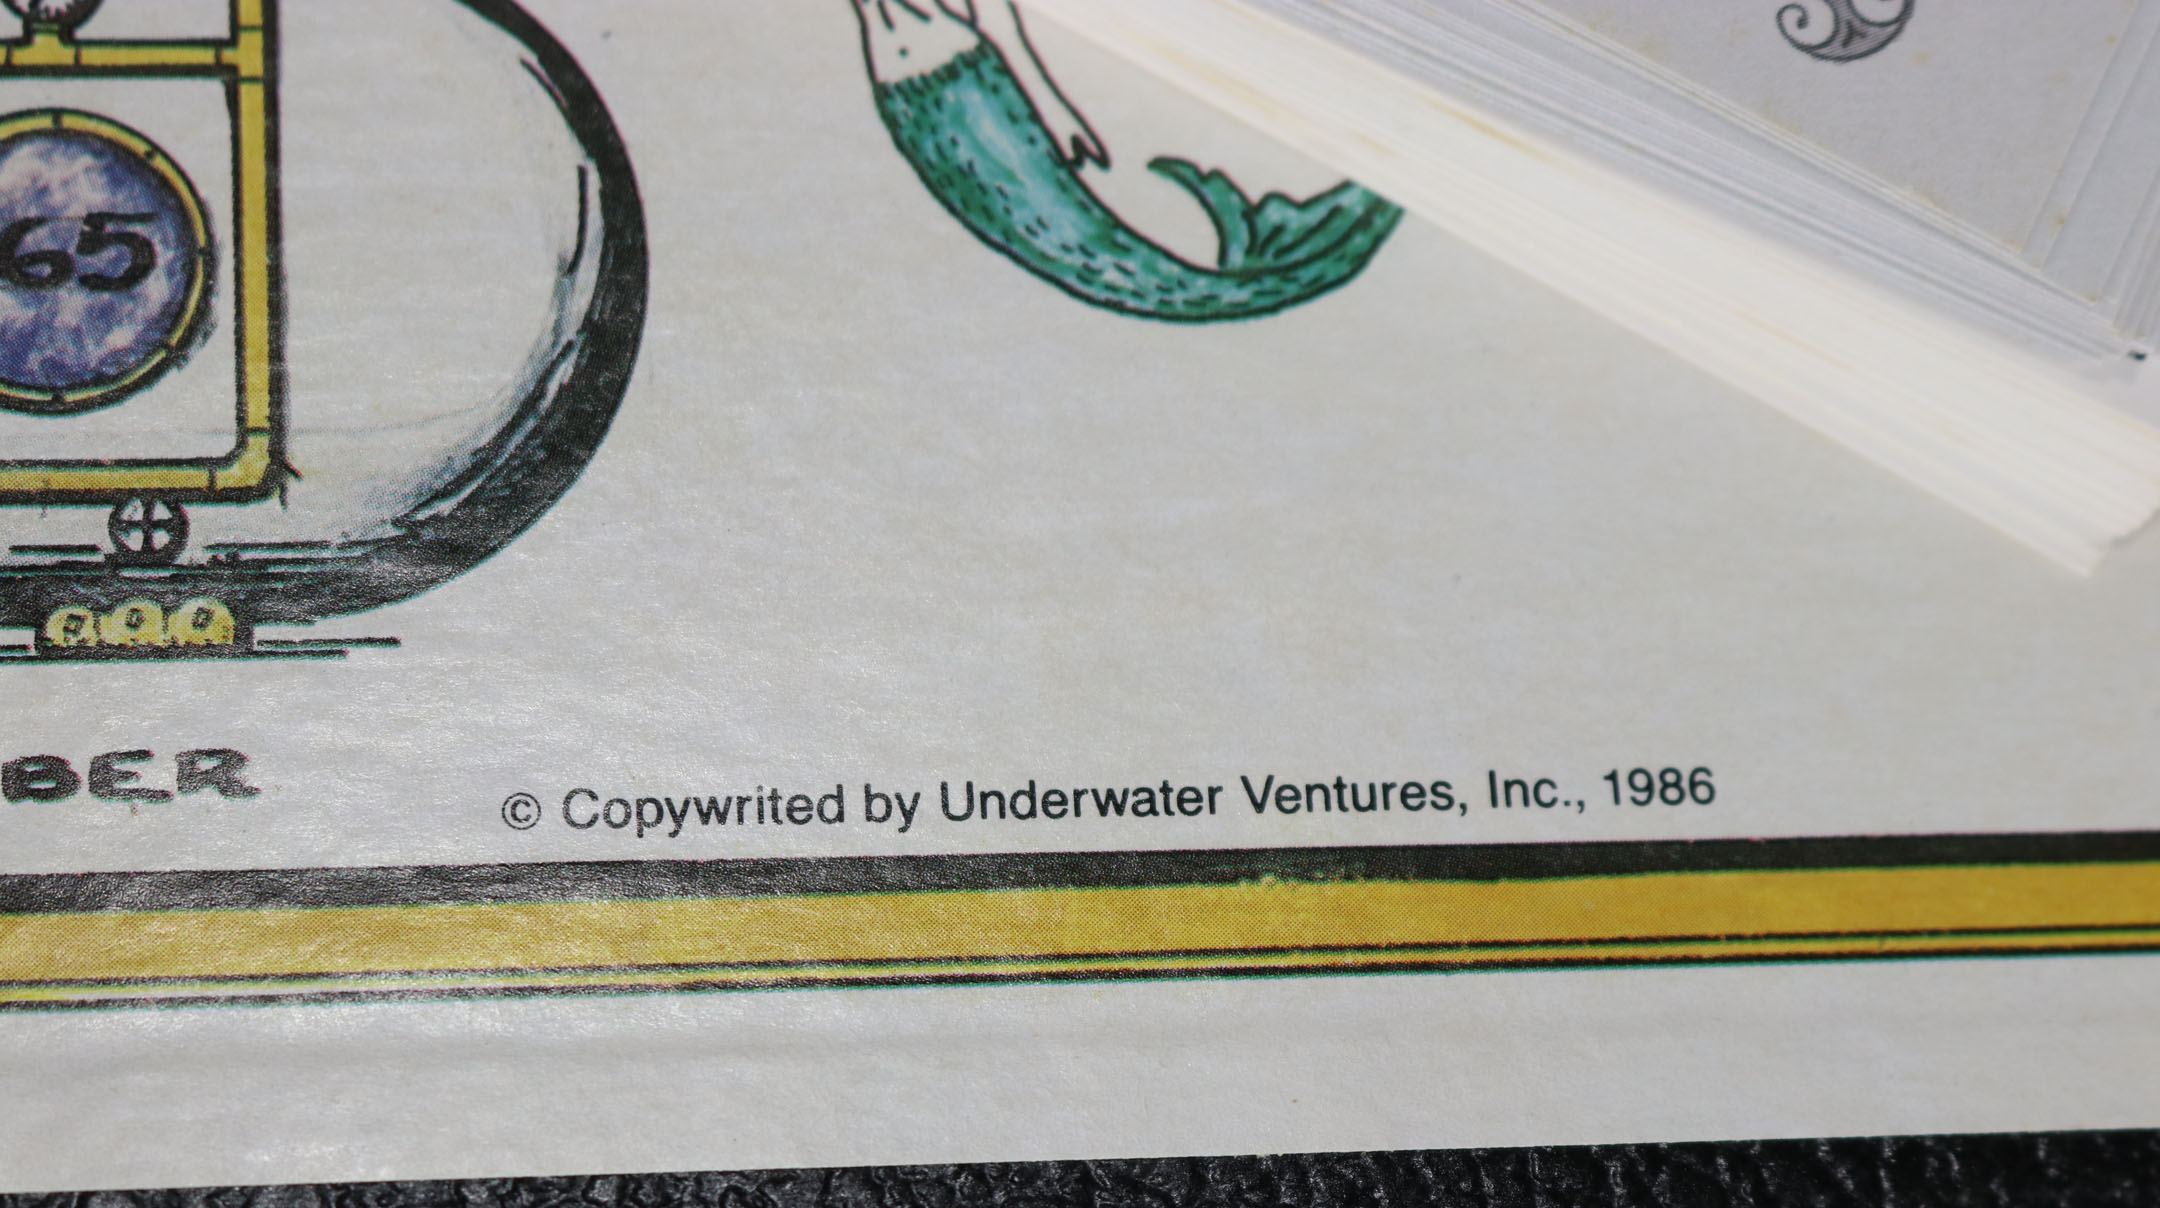 65
BER
© Copywrited by Underwater Ventures, Inc., 1986